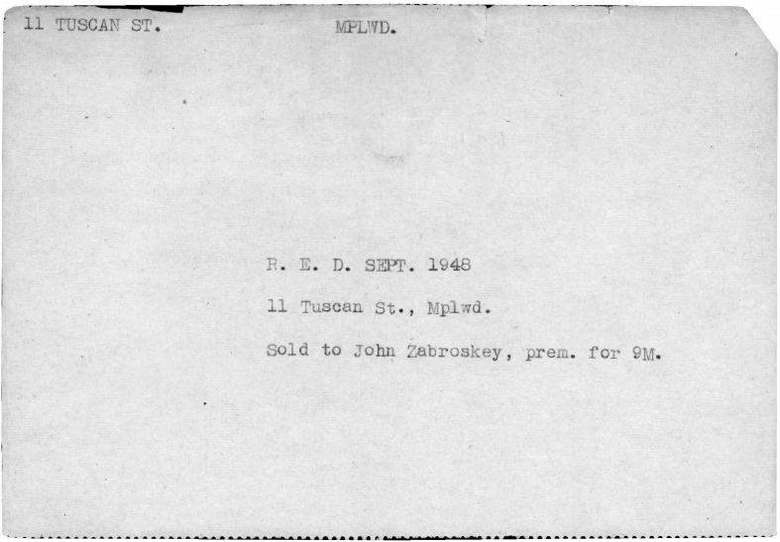 11 TUSCAN ST. MPLWD.
R. E. D. SEPT. 1948
11 Tuscan St., Mplwd.
Sold to John Zabroskey, prem. for 9M.